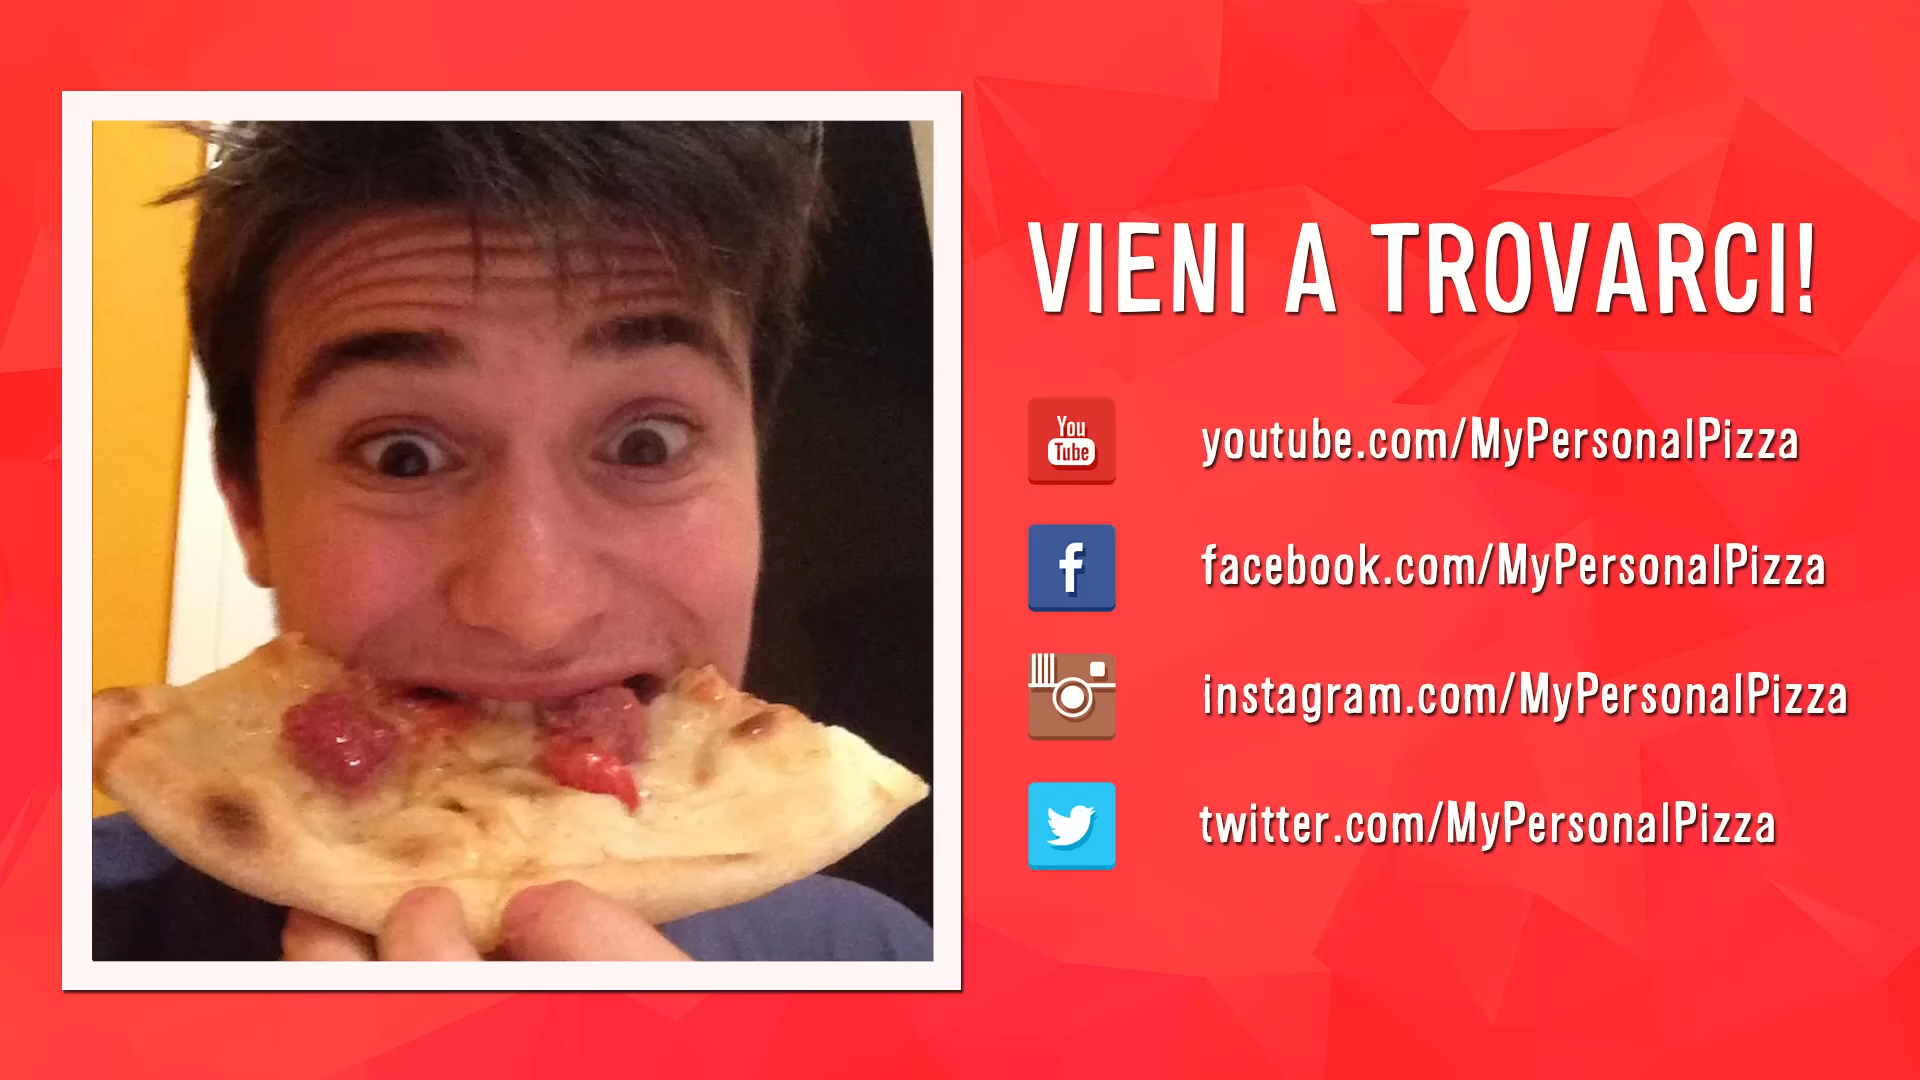 VIENI A TROVARCI!
You
Tube
youtube.com/MyPersonalPizza
f
facebook.com/MyPersonalPizza
instagram.com/MyPersonalPizza
twitter.com/MyPersonalPizza